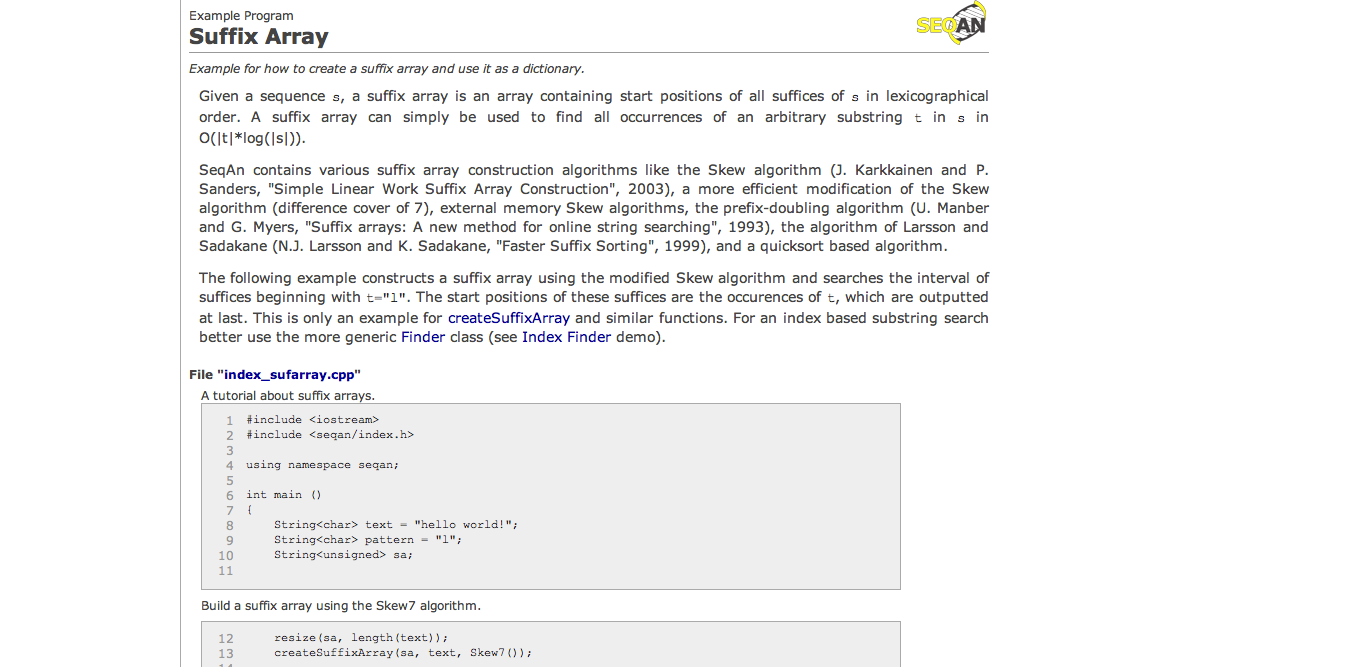 Example Program
Suffix Array
SEQAN
Example for how to create a suffix array and use it as a dictionary.
Given a sequence s, a suffix array is an array containing start positions of all suffices of s in lexicographical
order. A suffix array can simply be used to find all occurrences of an arbitrary substring t in s in
O(|t|*log(|s|)).
SeqAn contains various suffix array construction algorithms like the Skew algorithm (J. Karkkainen and P.
Sanders, "Simple Linear Work Suffix Array Construction", 2003), a more efficient modification of the Skew
algorithm (difference cover of 7), external memory Skew algorithms, the prefix-doubling algorithm (U. Manber
and G. Myers, "Suffix arrays: A new method for online string searching", 1993), the algorithm of Larsson and
Sadakane (N.J. Larsson and K. Sadakane, "Faster Suffix Sorting", 1999), and a quicksort based algorithm.
The following example constructs a suffix array using the modified Skew algorithm and searches the interval of
suffices beginning with t="l". The start positions of these suffices are the occurences of t, which are outputted
at last. This is only an example for createSuffixArray and similar functions. For an index based substring search
better use the more generic Finder class (see Index Finder demo).
File "index_sufarray.cpp"
A tutorial about suffix arrays.
1 #include <iostream>
2 #include <seqan/index.h>
3
4 using namespace seqan;
5
6 int main ()
7 {
8     String<char> text = "hello world!";
9     String<char> pattern = "l";
10     String<unsigned> sa;
11
Build a suffix array using the Skew7 algorithm.
12     resize(sa, length(text));
13     createSuffixArray(sa, text, Skew7());